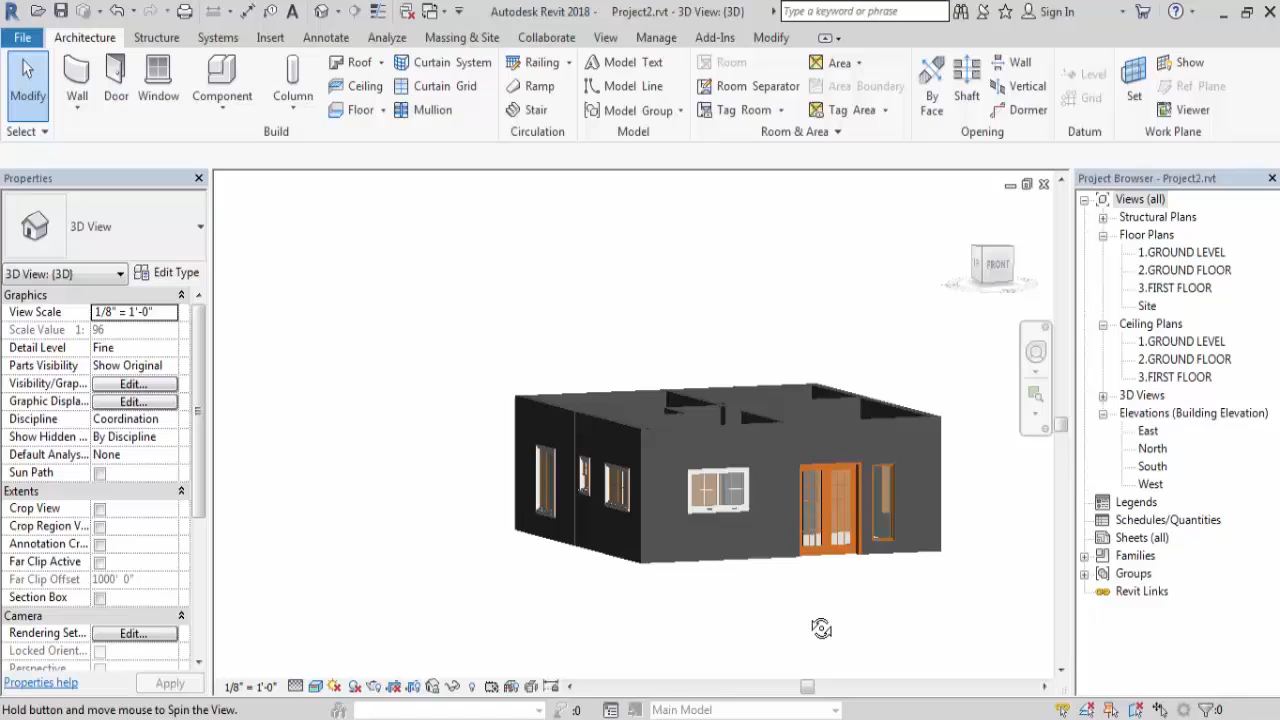 Autodesk Revit 2018 - Project2.rvt - 3D View: {3D}
Type a keyword or phrase
Sign In
File Architecture Structure Systems Insert Annotate Analyze Massing & Site Collaborate View Manage Add-Ins Modify
Modify
Select
Wall
Door
Window
Component
Column
Roof
Ceiling
Floor
Curtain System
Curtain Grid
Mullion
Build
Railing
Ramp
Stair
Circulation
Model Text
Model Line
Model Group
Model
Room
Room Separator
Tag Room
Area
Area Boundary
Tag Area
Room & Area
By
Face
Shaft
Wall
Vertical
Dormer
Opening
Level
Grid
Datum
Set
Show
Ref Plane
Viewer
Work Plane
Properties
3D View
3D View: {3D}
Edit Type
Graphics
View Scale 1/8" = 1'-0"
Scale Value 1: 96
Detail Level Fine
Parts Visibility Show Original
Visibility/Grap... Edit...
Graphic Displa... Edit...
Discipline Coordination
Show Hidden ... By Discipline
Default Analys... None
Sun Path
Extents
Crop View
Crop Region V...
Annotation Cr...
Far Clip Active
Far Clip Offset 1000' 0"
Section Box
Camera
Rendering Set... Edit...
Locked Orient...
Perspective
Properties help
Apply
FRONT
1/8" = 1'-0"
Project Browser - Project2.rvt
Views (all)
Structural Plans
Floor Plans
1.GROUND LEVEL
2.GROUND FLOOR
3.FIRST FLOOR
Site
Ceiling Plans
1.GROUND LEVEL
2.GROUND FLOOR
3.FIRST FLOOR
3D Views
Elevations (Building Elevation)
East
North
South
West
Legends
Schedules/Quantities
Sheets (all)
Families
Groups
Revit Links
Hold button and move mouse to Spin the View.
:0
Main Model
:0